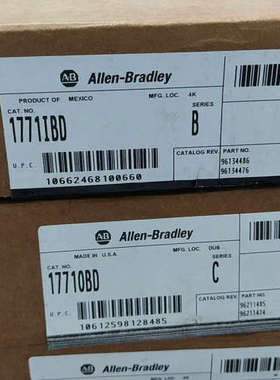 AB Allen-Bradley
PRODUCT OF MEXICO MFG. LOC. 4K
CAT. NO. SERIES
1771IBD B
CATALOG REV. PART NO.
96134486
U.P.C. 96134476
10662468100660
AB Allen-Bradley
MADE IN U.S.A. MFG. LOC. DUB
CAT. NO. SERIES
1771OBD C
CATALOG REV. PART NO.
96211485
U.P.C. 96211474
10612598128485
Allen-Bradley